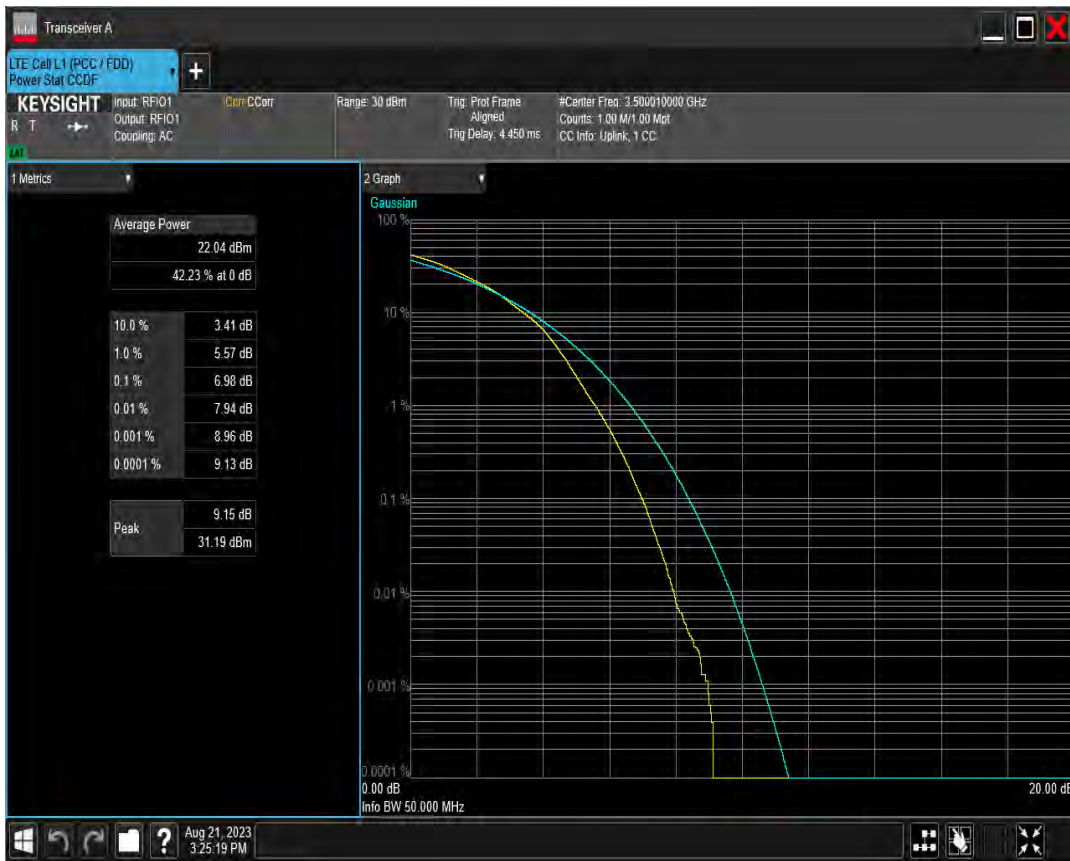 Transceiver A
LTE Cell L1 (PCC / FDD)
Power Stat CCDF
+
KEYSIGHT
R T
Input: RFIO1
Output: RFIO1
Coupling: AC
Corr CCorr
Range: 30 dBm
Trig: Prot Frame
Aligned
Trig Delay: 4.450 ms
#Center Freq: 3.500010000 GHz
Counts: 1.00 M/1.00 Mpt
CC Info: Uplink, 1 CC
1 Metrics
Average Power
22.04 dBm
42.23 % at 0 dB
10.0 % 3.41 dB
1.0 % 5.57 dB
0.1 % 6.98 dB
0.01 % 7.94 dB
0.001 % 8.96 dB
0.0001 % 9.13 dB
Peak
9.15 dB
31.19 dBm
2 Graph
Gaussian
100 %
10 %
1 %
0.1 %
0.01 %
0.001 %
0.0001 %
0.00 dB
20.00 dB
Info BW 50.000 MHz
?
Aug 21, 2023
3:25:19 PM